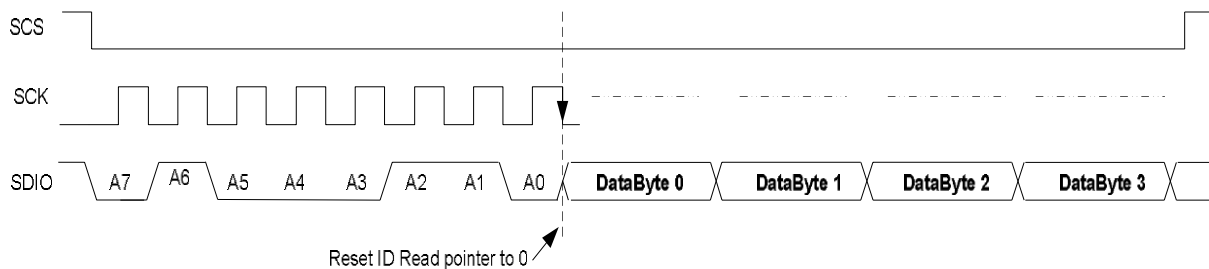 SCS
SCK
SDIO A7 A6 A5 A4 A3 A2 A1 A0 DataByte 0 DataByte 1 DataByte 2 DataByte 3
Reset ID Read pointer to 0